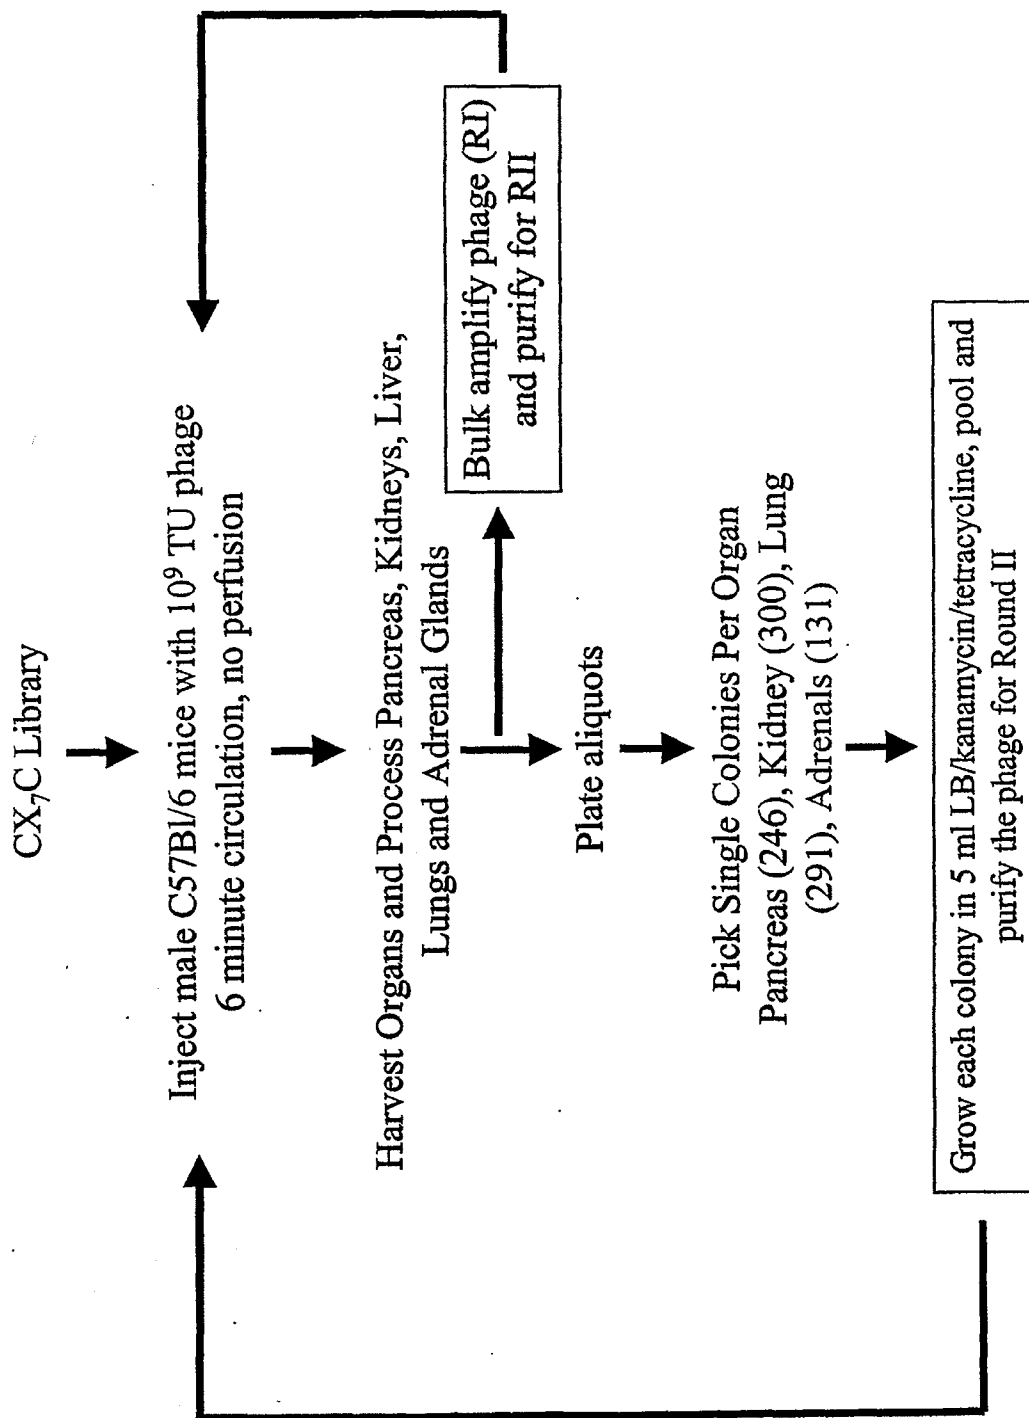 CX₇C Library
Inject male C57Bl/6 mice with 10⁹ TU phage
6 minute circulation, no perfusion
Harvest Organs and Process Pancreas, Kidneys, Liver,
Lungs and Adrenal Glands
Bulk amplify phage (RI)
and purify for RII
Plate aliquots
Pick Single Colonies Per Organ
Pancreas (246), Kidney (300), Lung
(291), Adrenals (131)
Grow each colony in 5 ml LB/kanamycin/tetracycline, pool and
purify the phage for Round II